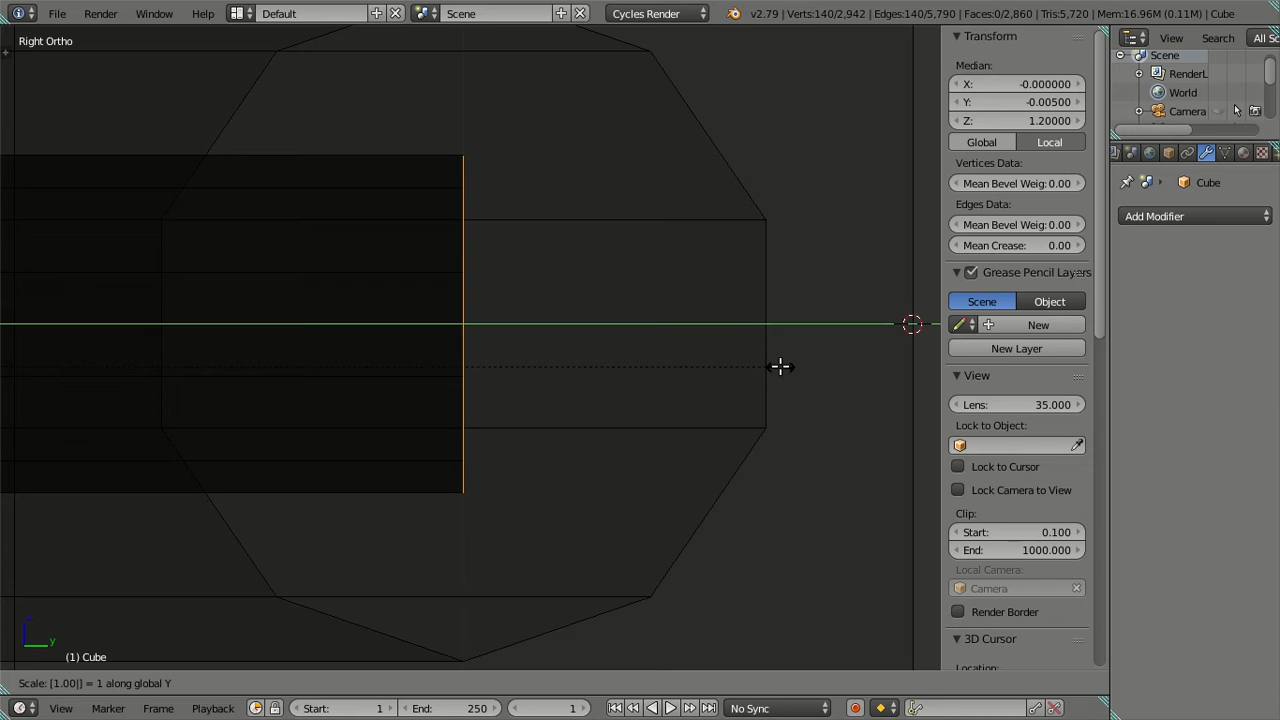 File Render Window Help Default Scene Cycles Render v2.79 | Verts:140/2,942 | Edges:140/5,790 | Faces:0/2,860 | Tris:5,720 | Mem:16.96M (0.11M) | Cube
Right Ortho
Transform
View Search All Sc
Scene
Median:
RenderL
X: -0.000000
World
Y: -0.00500
Camera
Z: 1.20000
Global Local
Vertices Data:
Mean Bevel Weig: 0.00
Cube
Edges Data:
Add Modifier
Mean Bevel Weig: 0.00
Mean Crease: 0.00
Grease Pencil Layers
Scene Object
New
New Layer
View
Lens: 35.000
Lock to Object:
Lock to Cursor
Lock Camera to View
Clip:
Start: 0.100
End: 1000.000
Local Camera:
Camera
Render Border
3D Cursor
Location:
z
y
(1) Cube
Scale: [1.00|] = 1 along global Y
View Marker Frame Playback Start: 1 End: 250 1 No Sync